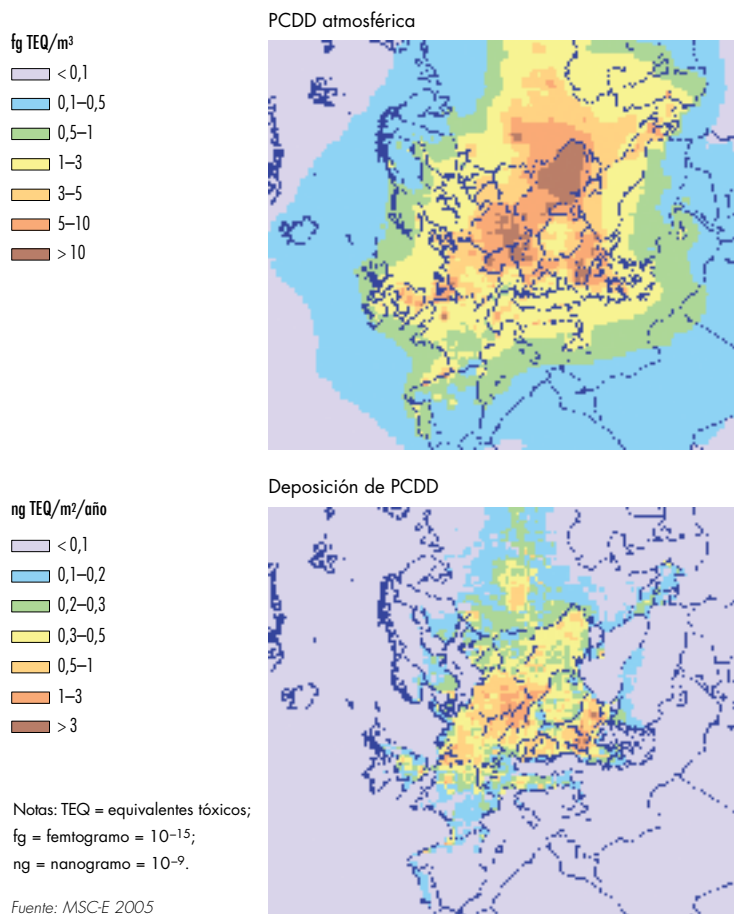 PCDD atmosférica
fg TEQ/m³
< 0,1
0,1–0,5
0,5–1
1–3
3–5
5–10
> 10
Deposición de PCDD
ng TEQ/m²/año
< 0,1
0,1–0,2
0,2–0,3
0,3–0,5
0,5–1
1–3
> 3
Notas: TEQ = equivalentes tóxicos;
fg = femtogramo = 10⁻¹⁵;
ng = nanogramo = 10⁻⁹.
Fuente: MSC-E 2005